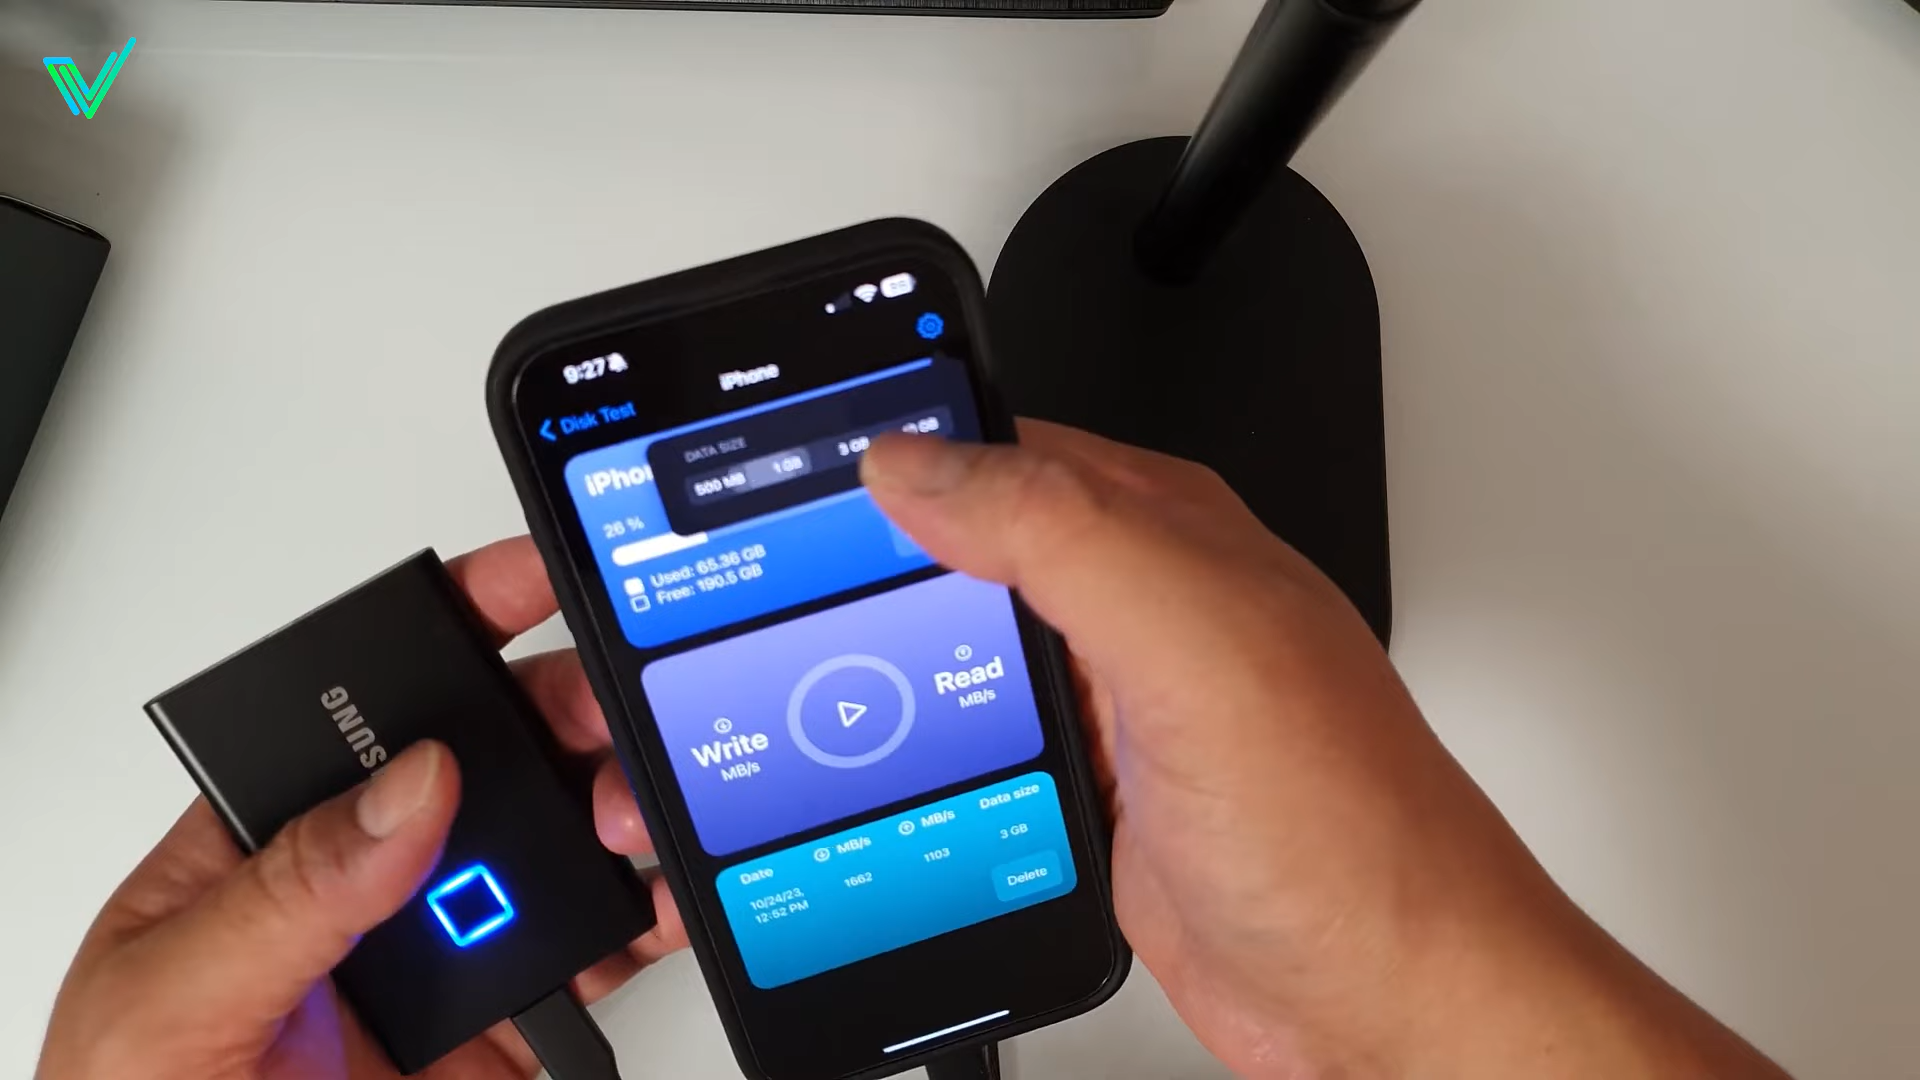 9:27
iPhone
Disk Test
DATA SIZE
500 MB 1 GB 3 GB
26 %
Used: 65.36 GB
Free: 190.5 GB
Write
MB/s
Read
MB/s
Date MB/s MB/s Data size
10/24/23,
12:52 PM
1662 1103 3 GB
Delete